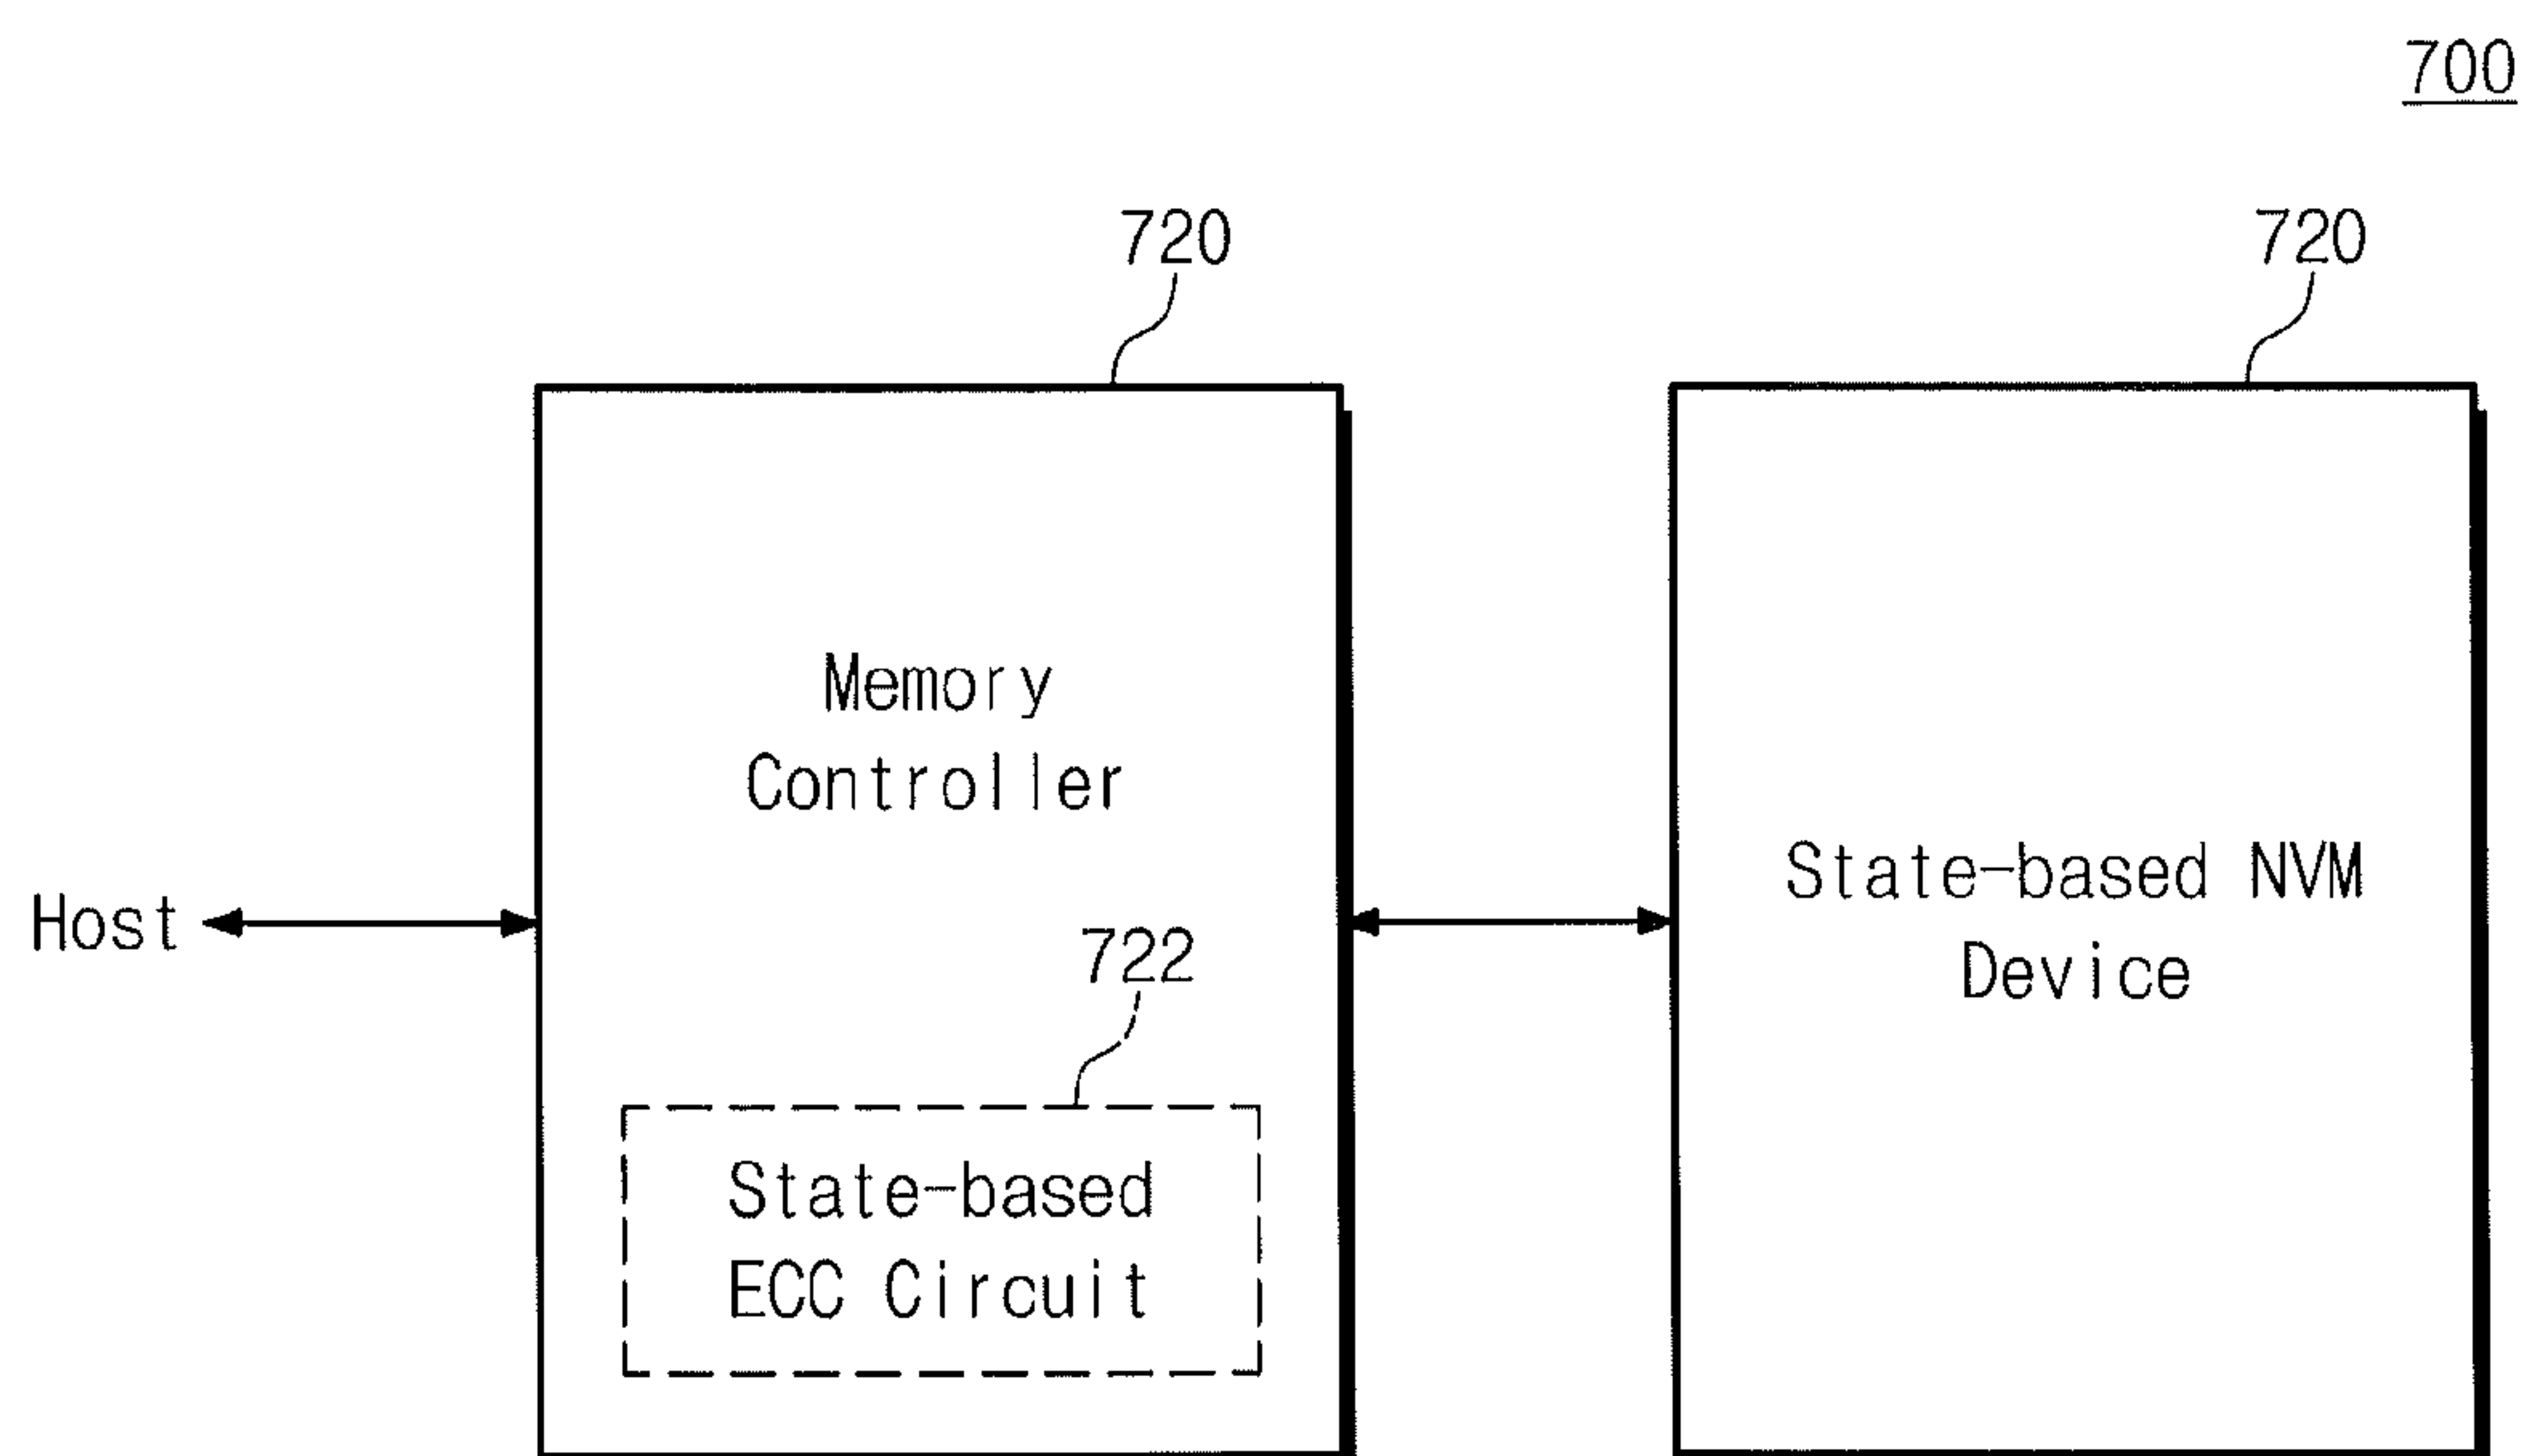 700
720
720
Memory
Controller
State-based NVM
Device
Host
722
State-based
ECC Circuit